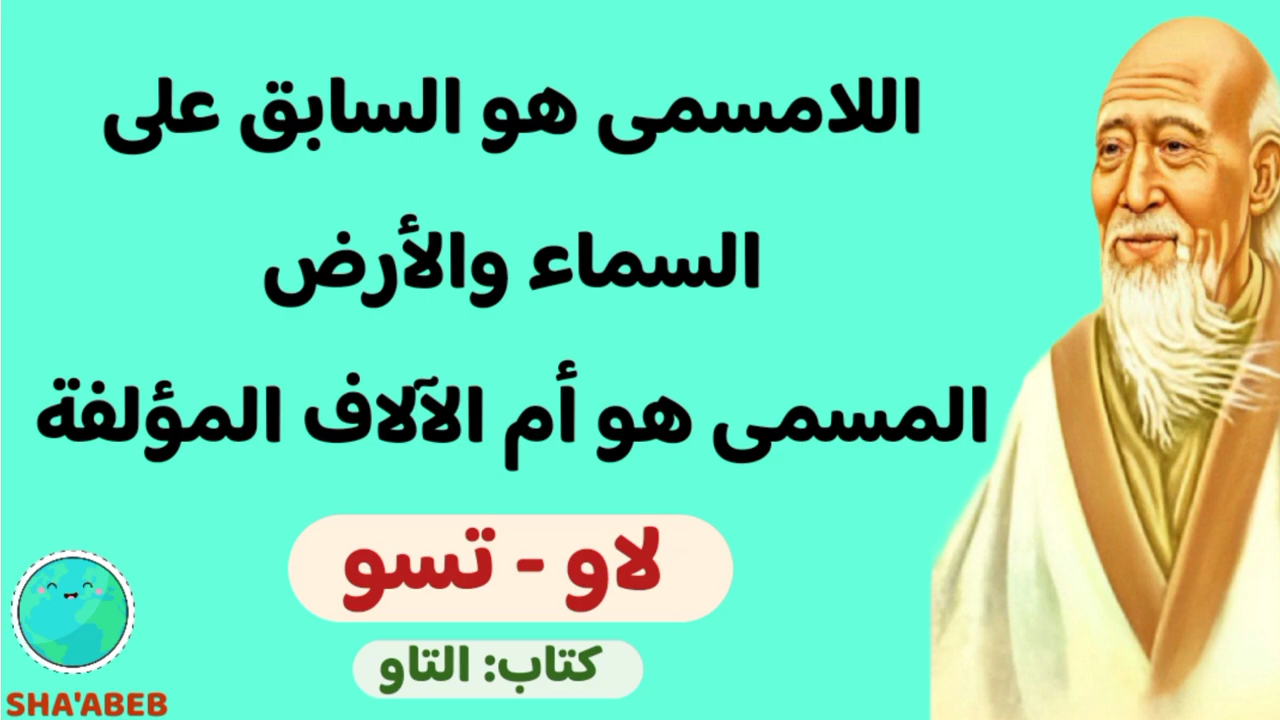 اللامسمى هو السابق على
السماء والأرض
المسمى هو أم الآلاف المؤلفة
لاو - تسو
كتاب: التاو
SHA'ABEB